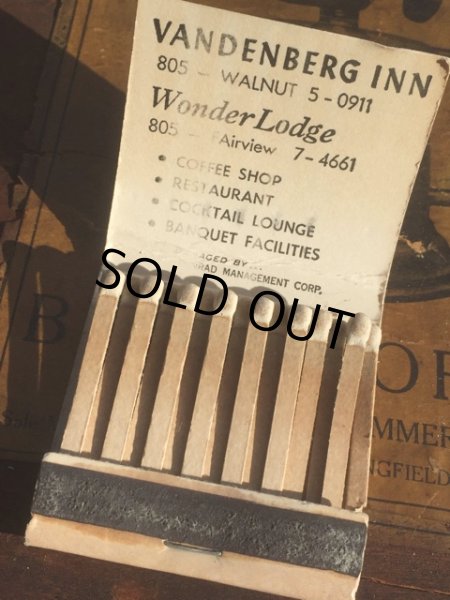 VANDENBERG INN
805 - WALNUT 5-0911
WonderLodge
805 - FAirview 7-4661
• COFFEE SHOP
• RESTAURANT
• COCKTAIL LOUNGE
• BANQUET FACILITIES
BY
MANAGEMENT CORP.
SOLD OUT